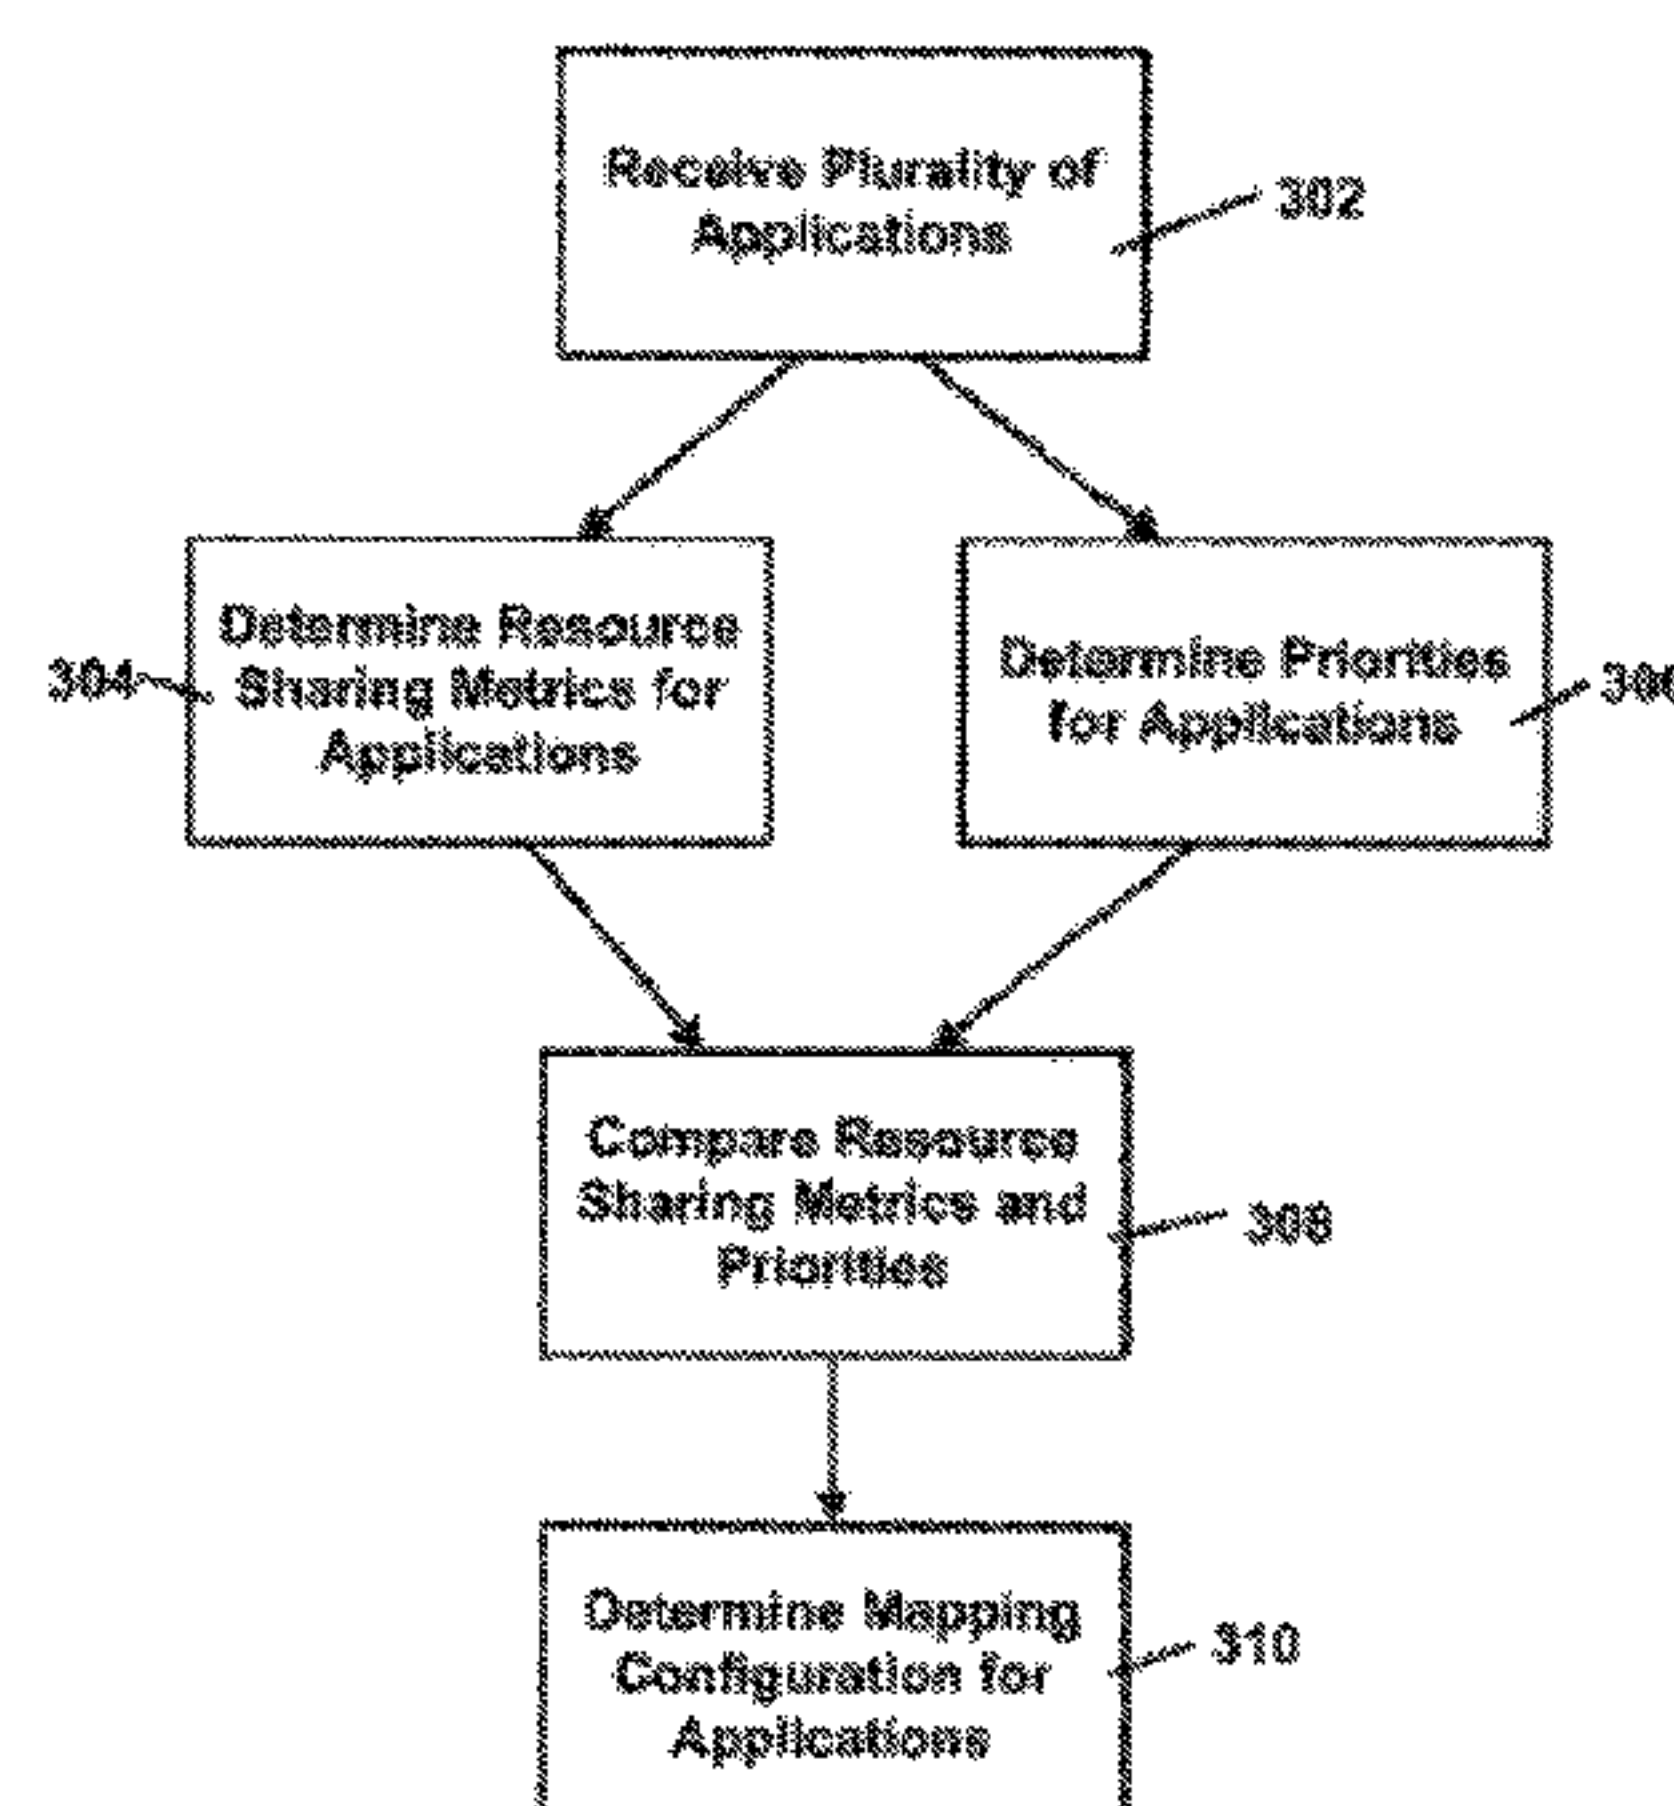 Receive Plurality of
Applications
302
Determine Resource
Sharing Metrics for
Applications
304
Determine Priorities
for Applications
Compare Resource
Sharing Metrics and
Priorities
308
Determine Mapping
Configuration for
Applications
310